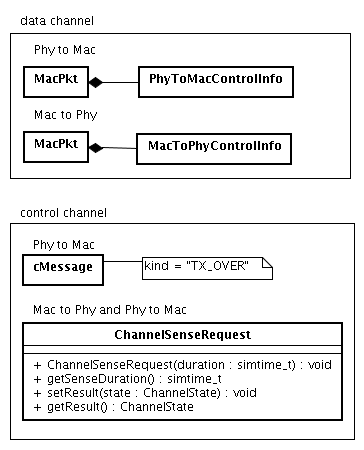 data channel
Phy to Mac
MacPkt
PhyToMacControlInfo
Mac to Phy
MacPkt
MacToPhyControlInfo
control channel
Phy to Mac
cMessage
kind = "TX_OVER"
Mac to Phy and Phy to Mac
ChannelSenseRequest
+ ChannelSenseRequest(duration : simtime_t) : void
+ getSenseDuration() : simtime_t
+ setResult(state : ChannelState) : void
+ getResult() : ChannelState